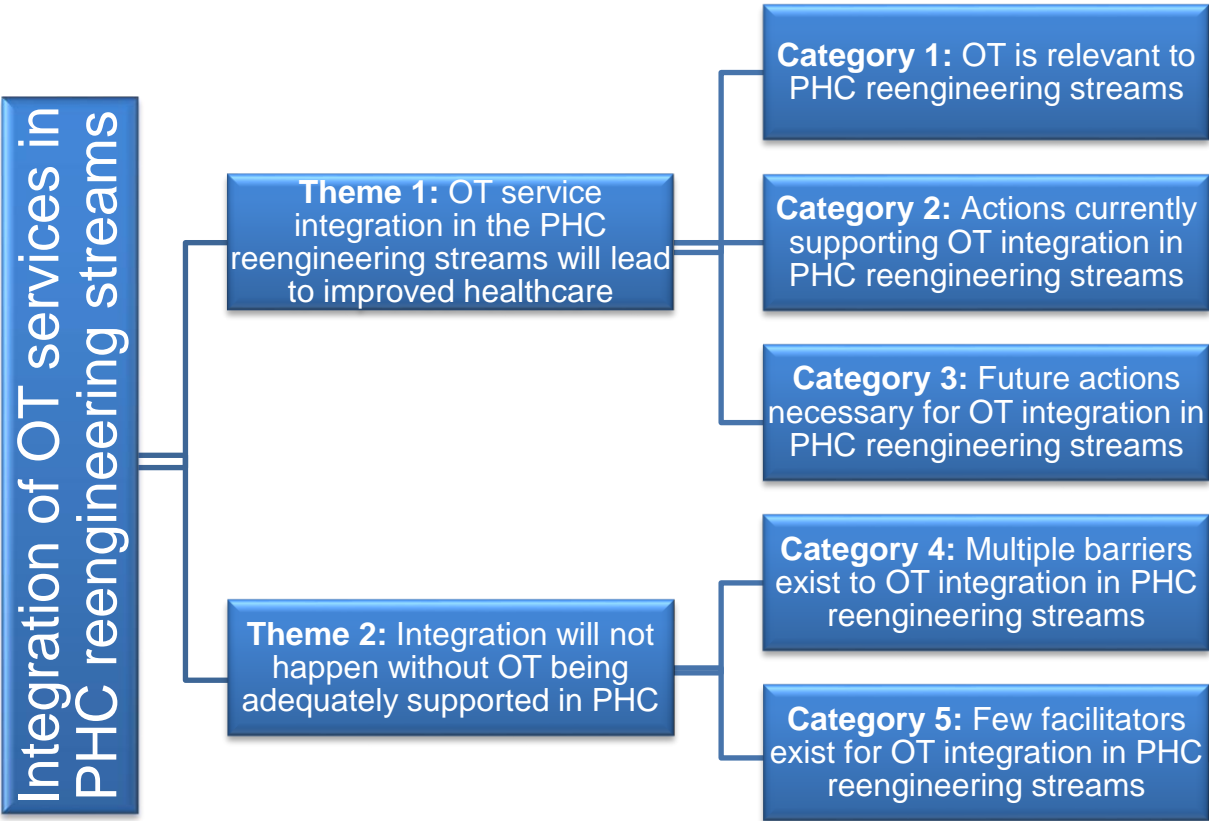 Integration of OT services in
PHC reengineering streams
Theme 1: OT service
integration in the PHC
reengineering streams will lead
to improved healthcare
Category 1: OT is relevant to
PHC reengineering streams
Category 2: Actions currently
supporting OT integration in
PHC reengineering streams
Category 3: Future actions
necessary for OT integration in
PHC reengineering streams
Theme 2: Integration will not
happen without OT being
adequately supported in PHC
Category 4: Multiple barriers
exist to OT integration in PHC
reengineering streams
Category 5: Few facilitators
exist for OT integration in PHC
reengineering streams